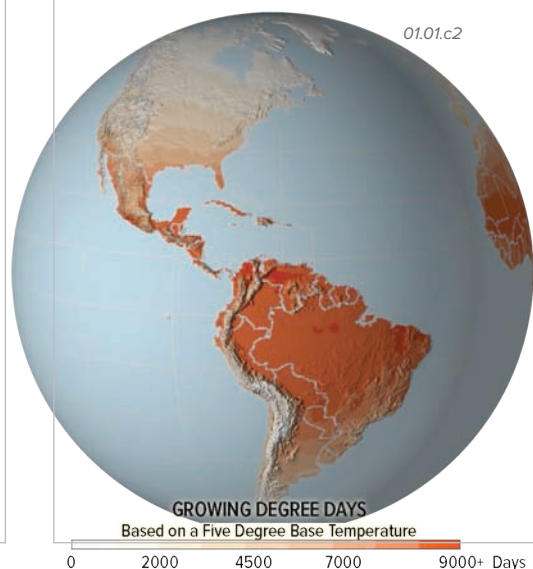 01.01.c2
GROWING DEGREE DAYS
Based on a Five Degree Base Temperature
0 2000 4500 7000 9000+ Days